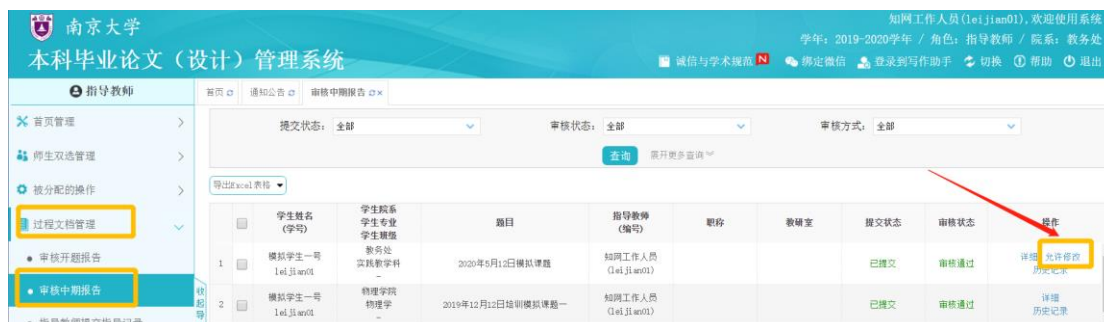 南京大学
本科毕业论文（设计）管理系统
知网工作人员(leijian01),欢迎使用系统
学年：2019-2020学年 / 角色：指导教师 / 院系：教务处
诚信与学术规范 N 绑定微信 登录到写作助手 切换 帮助 退出
指导教师
首页 通知公告 审核中期报告 ×
首页管理
师生双选管理
被分配的操作
过程文档管理
审核开题报告
审核中期报告
指导教师提交指导记录
收起导
提交状态： 全部 审核状态： 全部 审核方式： 全部
查询 展开更多查询
导出Excel表格
学生姓名 (学号) 学生院系 学生专业 学生班级 题目 指导教师 (编号) 职称 教研室 提交状态 审核状态 操作
1 模拟学生一号 leijian01 教务处 实践教学科 - 2020年5月12日模拟课题 知网工作人员 (leijian01) 已提交 审核通过 详细 允许修改 历史记录
2 模拟学生一号 leijian01 物理学院 物理学 - 2019年12月12日培训模拟课题一 知网工作人员 (leijian01) 已提交 审核通过 详细 历史记录